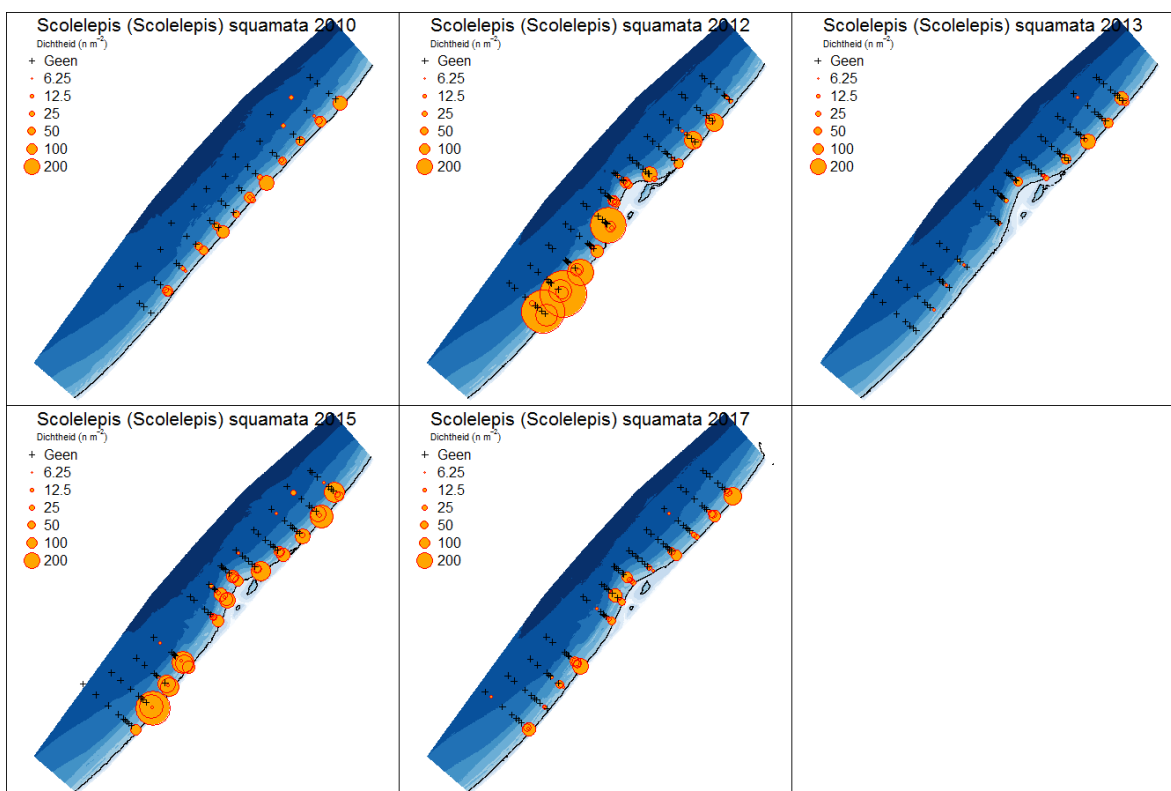 Scolelepis (Scolelepis) squamata 2010
Dichtheid (n m⁻²)
+ Geen
6.25
12.5
25
50
100
200
Scolelepis (Scolelepis) squamata 2012
Dichtheid (n m⁻²)
+ Geen
6.25
12.5
25
50
100
200
Scolelepis (Scolelepis) squamata 2013
Dichtheid (n m⁻²)
+ Geen
6.25
12.5
25
50
100
200
Scolelepis (Scolelepis) squamata 2015
Dichtheid (n m⁻²)
+ Geen
6.25
12.5
25
50
100
200
Scolelepis (Scolelepis) squamata 2017
Dichtheid (n m⁻²)
+ Geen
6.25
12.5
25
50
100
200